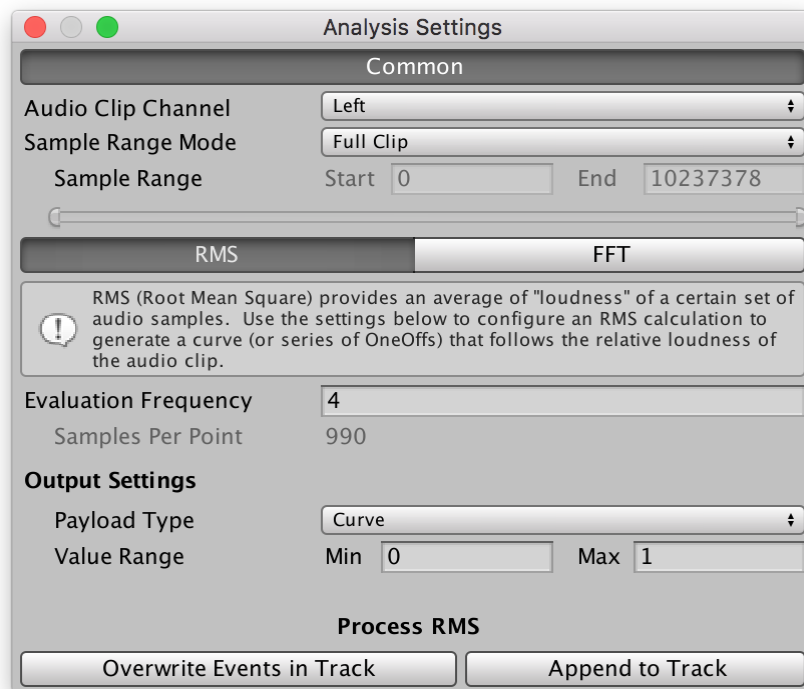 Analysis Settings
Common
Audio Clip Channel Left
Sample Range Mode Full Clip
Sample Range Start 0 End 10237378
RMS FFT
RMS (Root Mean Square) provides an average of "loudness" of a certain set of
audio samples.  Use the settings below to configure an RMS calculation to
generate a curve (or series of OneOffs) that follows the relative loudness of
the audio clip.
Evaluation Frequency 4
Samples Per Point 990
Output Settings
Payload Type Curve
Value Range Min 0 Max 1
Process RMS
Overwrite Events in Track Append to Track